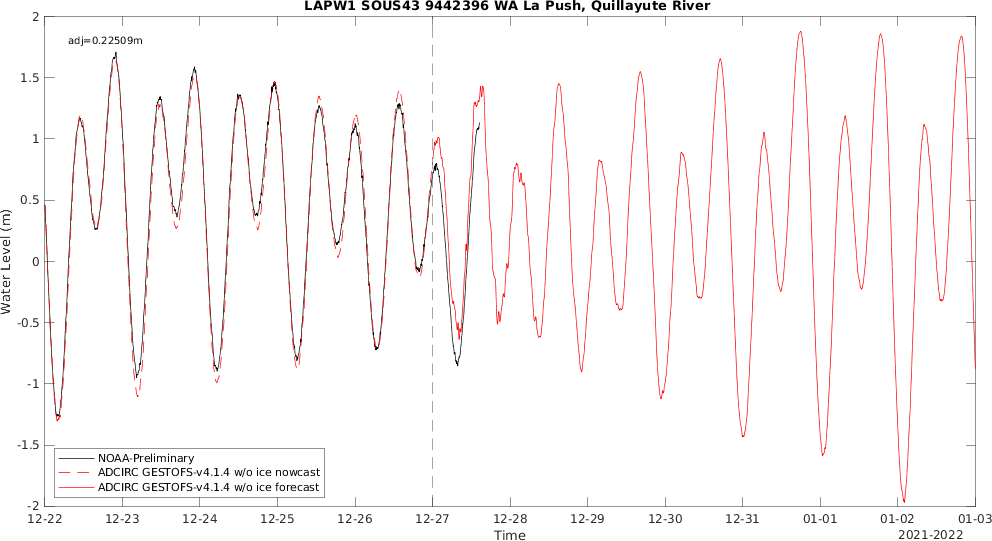 LAPW1 SOUS43 9442396 WA La Push, Quillayute River
adj=0.22509m
2
1.5
1
0.5
0
-0.5
-1
-1.5
-2
Water Level (m)
NOAA-Preliminary
ADCIRC GESTOFS-v4.1.4 w/o ice nowcast
ADCIRC GESTOFS-v4.1.4 w/o ice forecast
12-22 12-23 12-24 12-25 12-26 12-27 12-28 12-29 12-30 12-31 01-01 01-02 01-03
Time
2021-2022